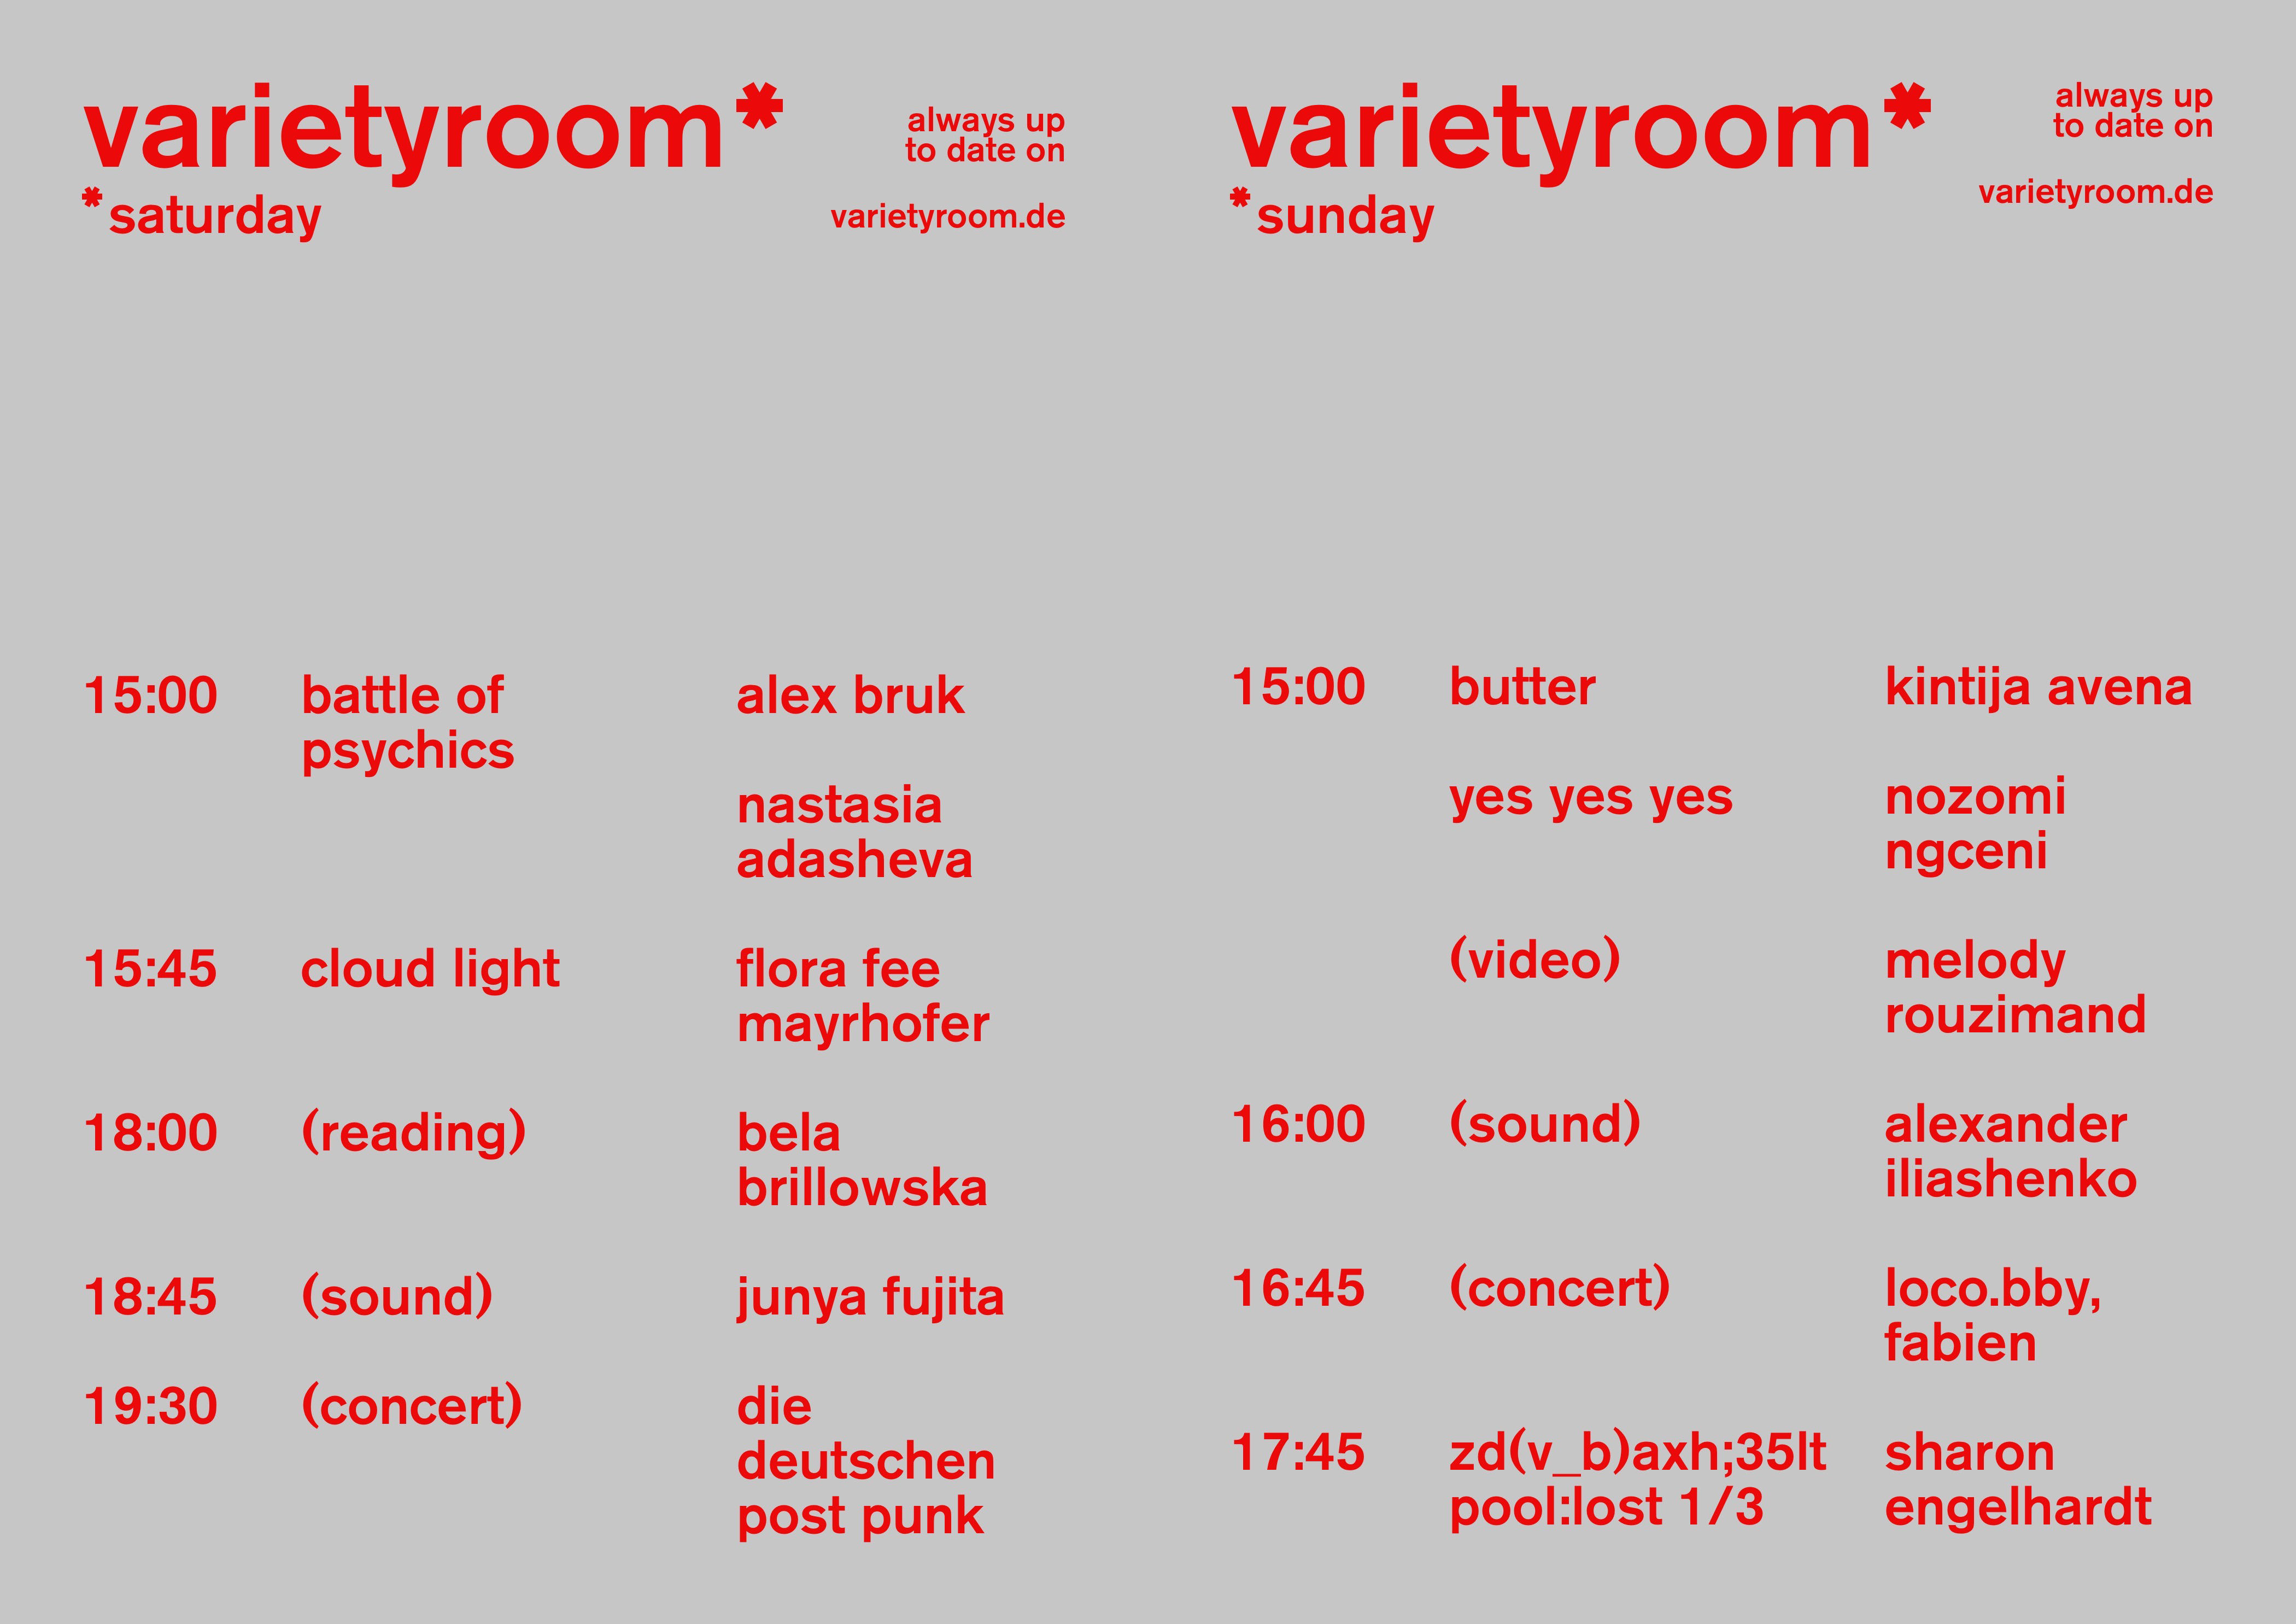 varietyroom*
*saturday
always up
to date on
varietyroom.de
15:00 battle of alex bruk
psychics
nastasia
adasheva
15:45 cloud light flora fee
mayrhofer
18:00 (reading) bela
brillowska
18:45 (sound) junya fujita
19:30 (concert) die
deutschen
post punk
varietyroom*
*sunday
always up
to date on
varietyroom.de
15:00 butter kintija avena
yes yes yes nozomi
ngceni
(video) melody
rouzimand
16:00 (sound) alexander
iliashenko
16:45 (concert) loco.bby,
fabien
17:45 zd(v_b)axh;35lt sharon
pool:lost 1/3 engelhardt